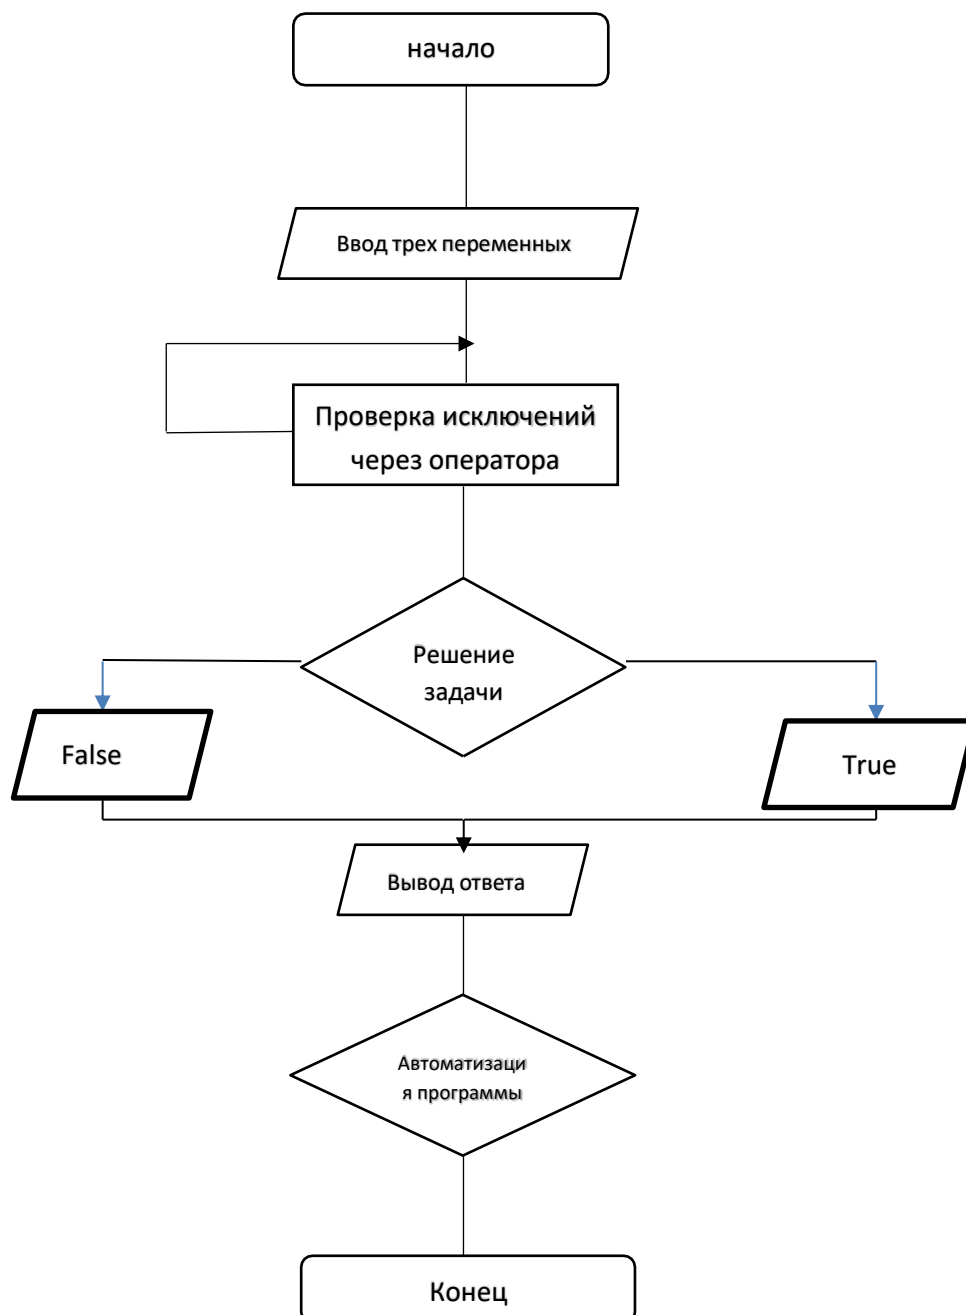 начало
Ввод трех переменных
Проверка исключений
через оператора
Решение
задачи
False
True
Вывод ответа
Автоматизаци
я программы
Конец